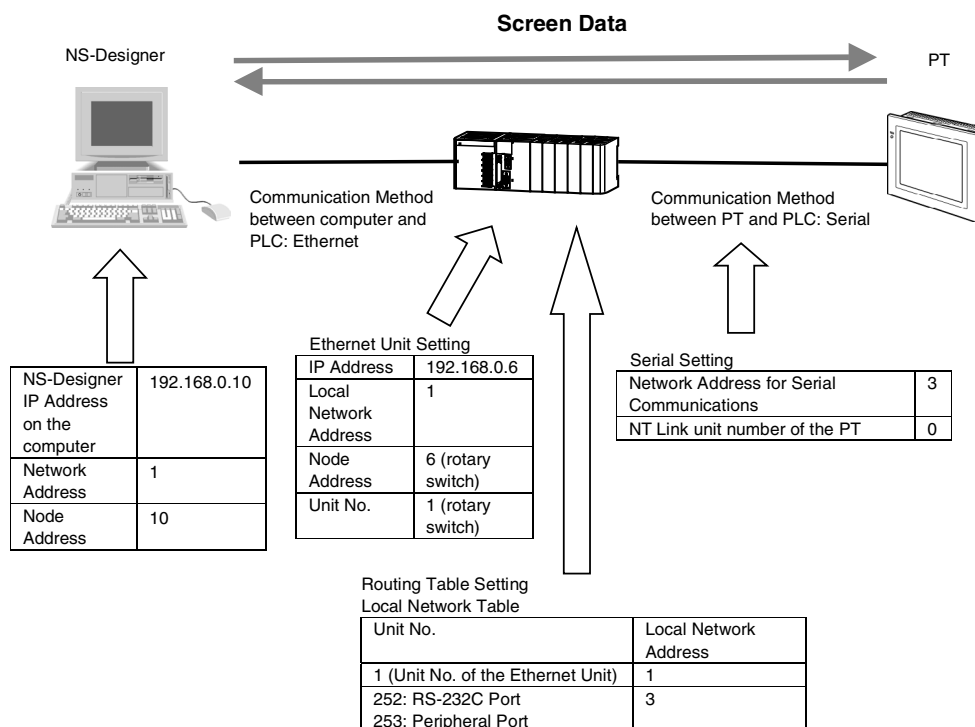 Screen Data
NS-Designer
PT
Communication Method
between computer and
PLC: Ethernet
Communication Method
between PT and PLC: Serial
NS-Designer
IP Address
on the
computer
192.168.0.10
Network
Address
1
Node
Address
10
Ethernet Unit Setting
IP Address
192.168.0.6
Local
Network
Address
1
Node
Address
6 (rotary
switch)
Unit No.
1 (rotary
switch)
Serial Setting
Network Address for Serial
Communications
3
NT Link unit number of the PT
0
Routing Table Setting
Local Network Table
Unit No.
Local Network
Address
1 (Unit No. of the Ethernet Unit)
1
252: RS-232C Port
3
253: Peripheral Port